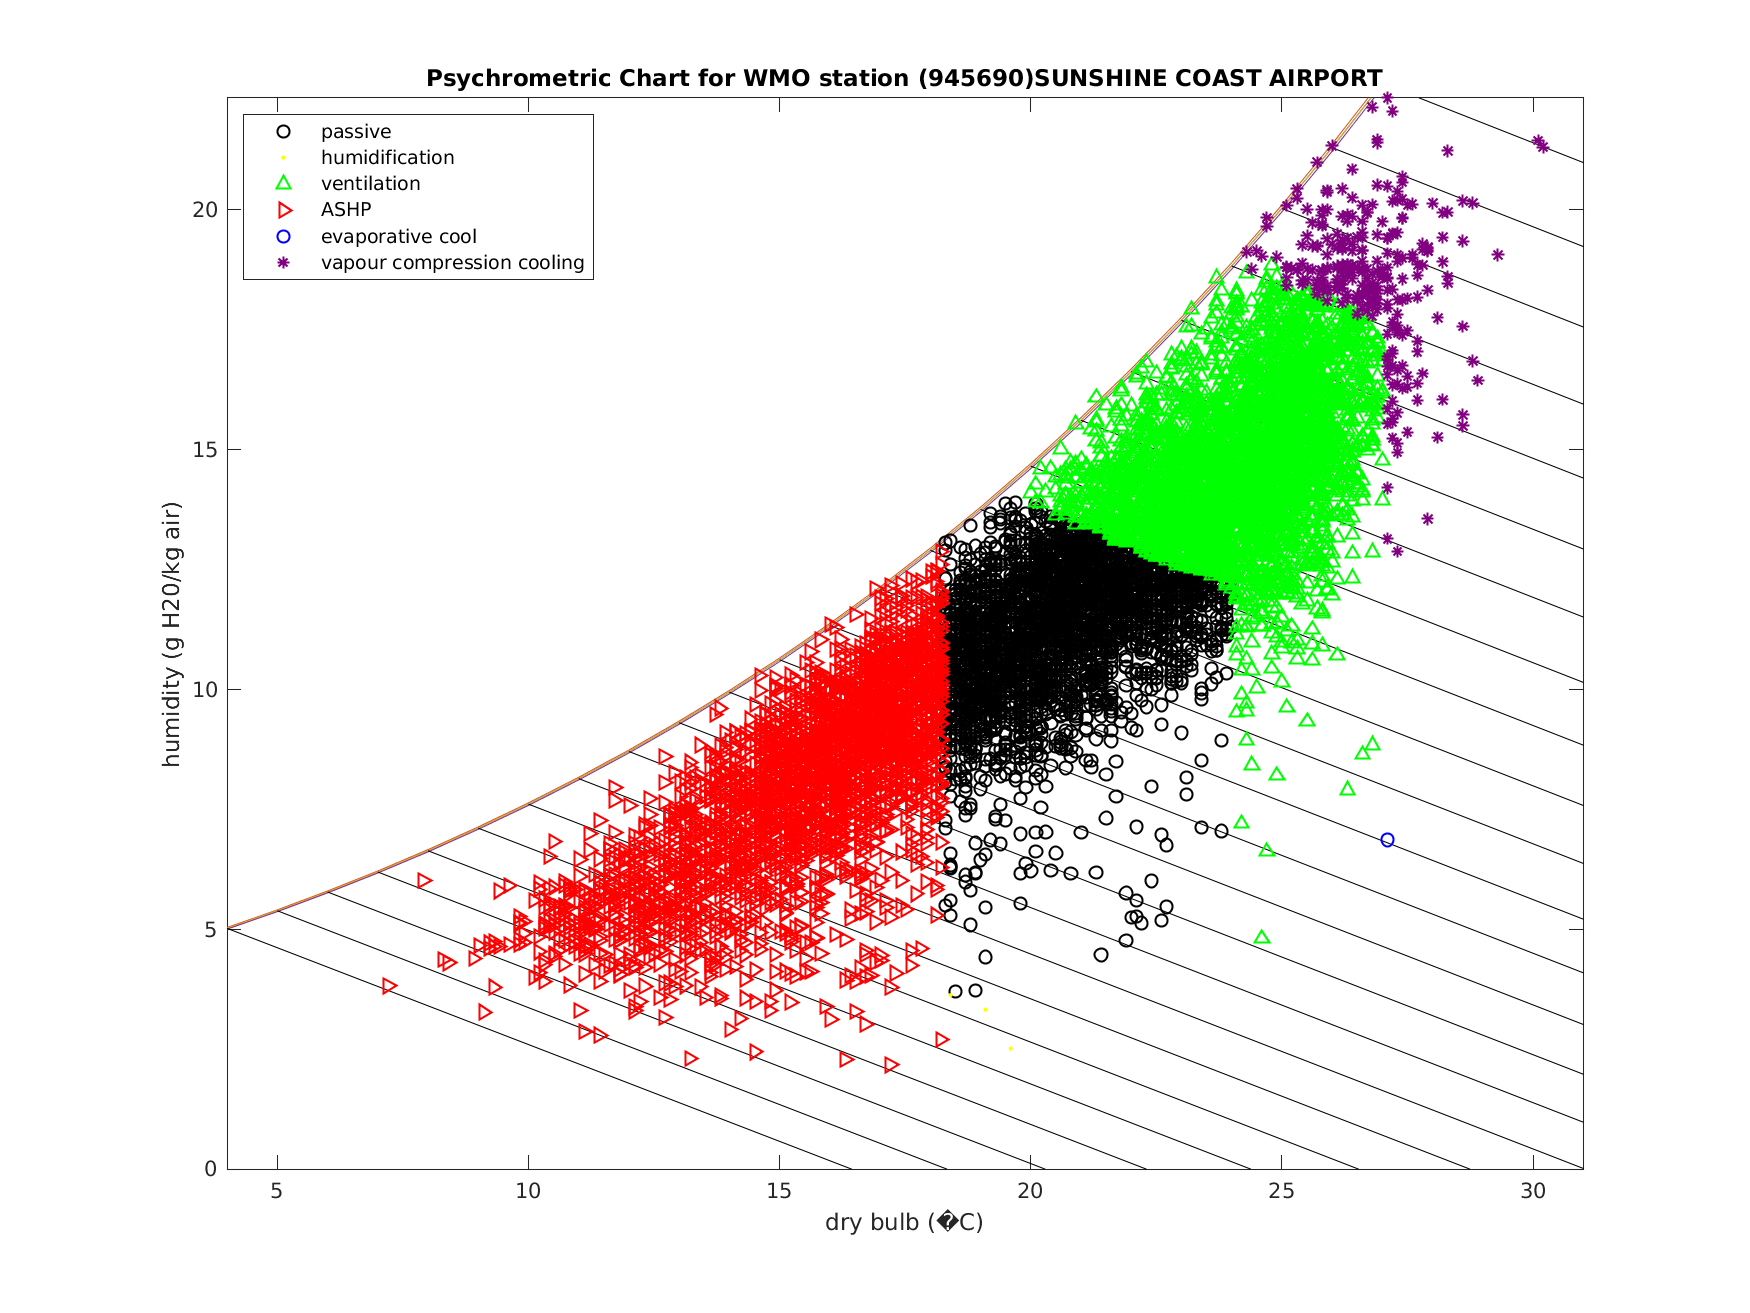 Psychrometric Chart for WMO station (945690)SUNSHINE COAST AIRPORT
passive
humidification
ventilation
ASHP
evaporative cool
vapour compression cooling
humidity (g H20/kg air)
20
15
10
5
0
5 10 15 20 25 30
dry bulb (�C)